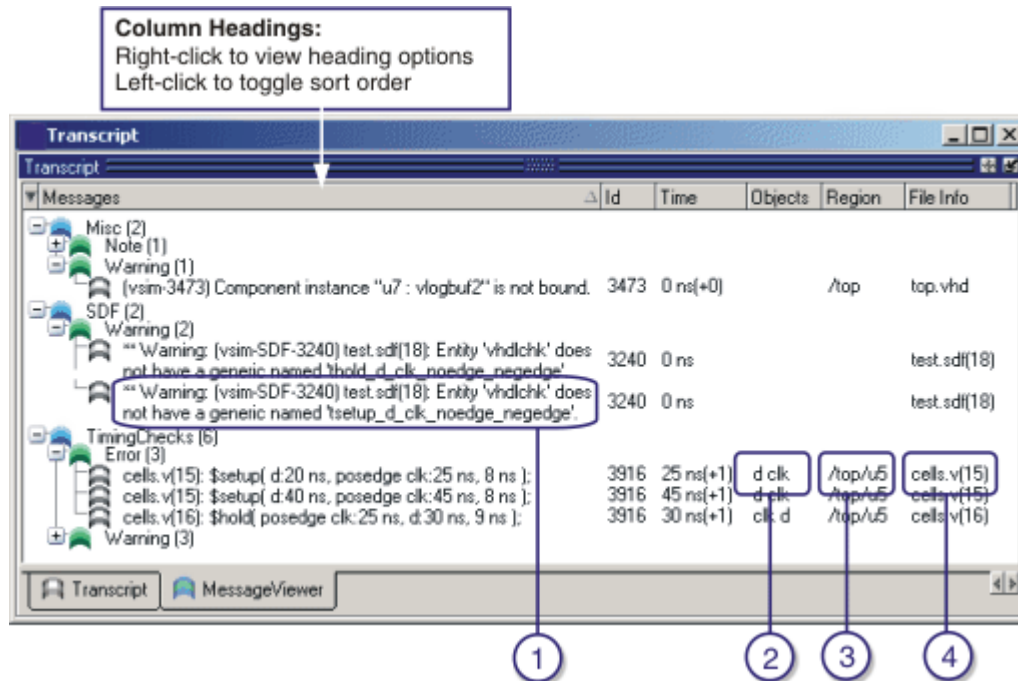 Column Headings:
Right-click to view heading options
Left-click to toggle sort order
Transcript
Transcript
Messages Id Time Objects Region File Info
Misc (2)
Note (1)
Warning (1)
(vsim-3473) Component instance "u7 : vlogbuf2" is not bound. 3473 0 ns(+0) /top top.vhd
SDF (2)
Warning (2)
** Warning: (vsim-SDF-3240) test.sdf(18): Entity 'vhdlchk' does
not have a generic named 'thold_d_clk_noedge_negedge'. 3240 0 ns test.sdf(18)
** Warning: (vsim-SDF-3240) test.sdf(18): Entity 'vhdlchk' does
not have a generic named 'tsetup_d_clk_noedge_negedge'. 3240 0 ns test.sdf(18)
TimingChecks (6)
Error (3)
cells.v(15): $setup( d:20 ns, posedge clk:25 ns, 8 ns ); 3916 25 ns(+1) d clk /top/u5 cells.v(15)
cells.v(15): $setup( d:40 ns, posedge clk:45 ns, 8 ns ); 3916 45 ns(+1) d clk /top/u5 cells.v(15)
cells.v(16): $hold( posedge clk:25 ns, d:30 ns, 9 ns ); 3916 30 ns(+1) clk d /top/u5 cells.v(16)
Warning (3)
Transcript MessageViewer
1 2 3 4